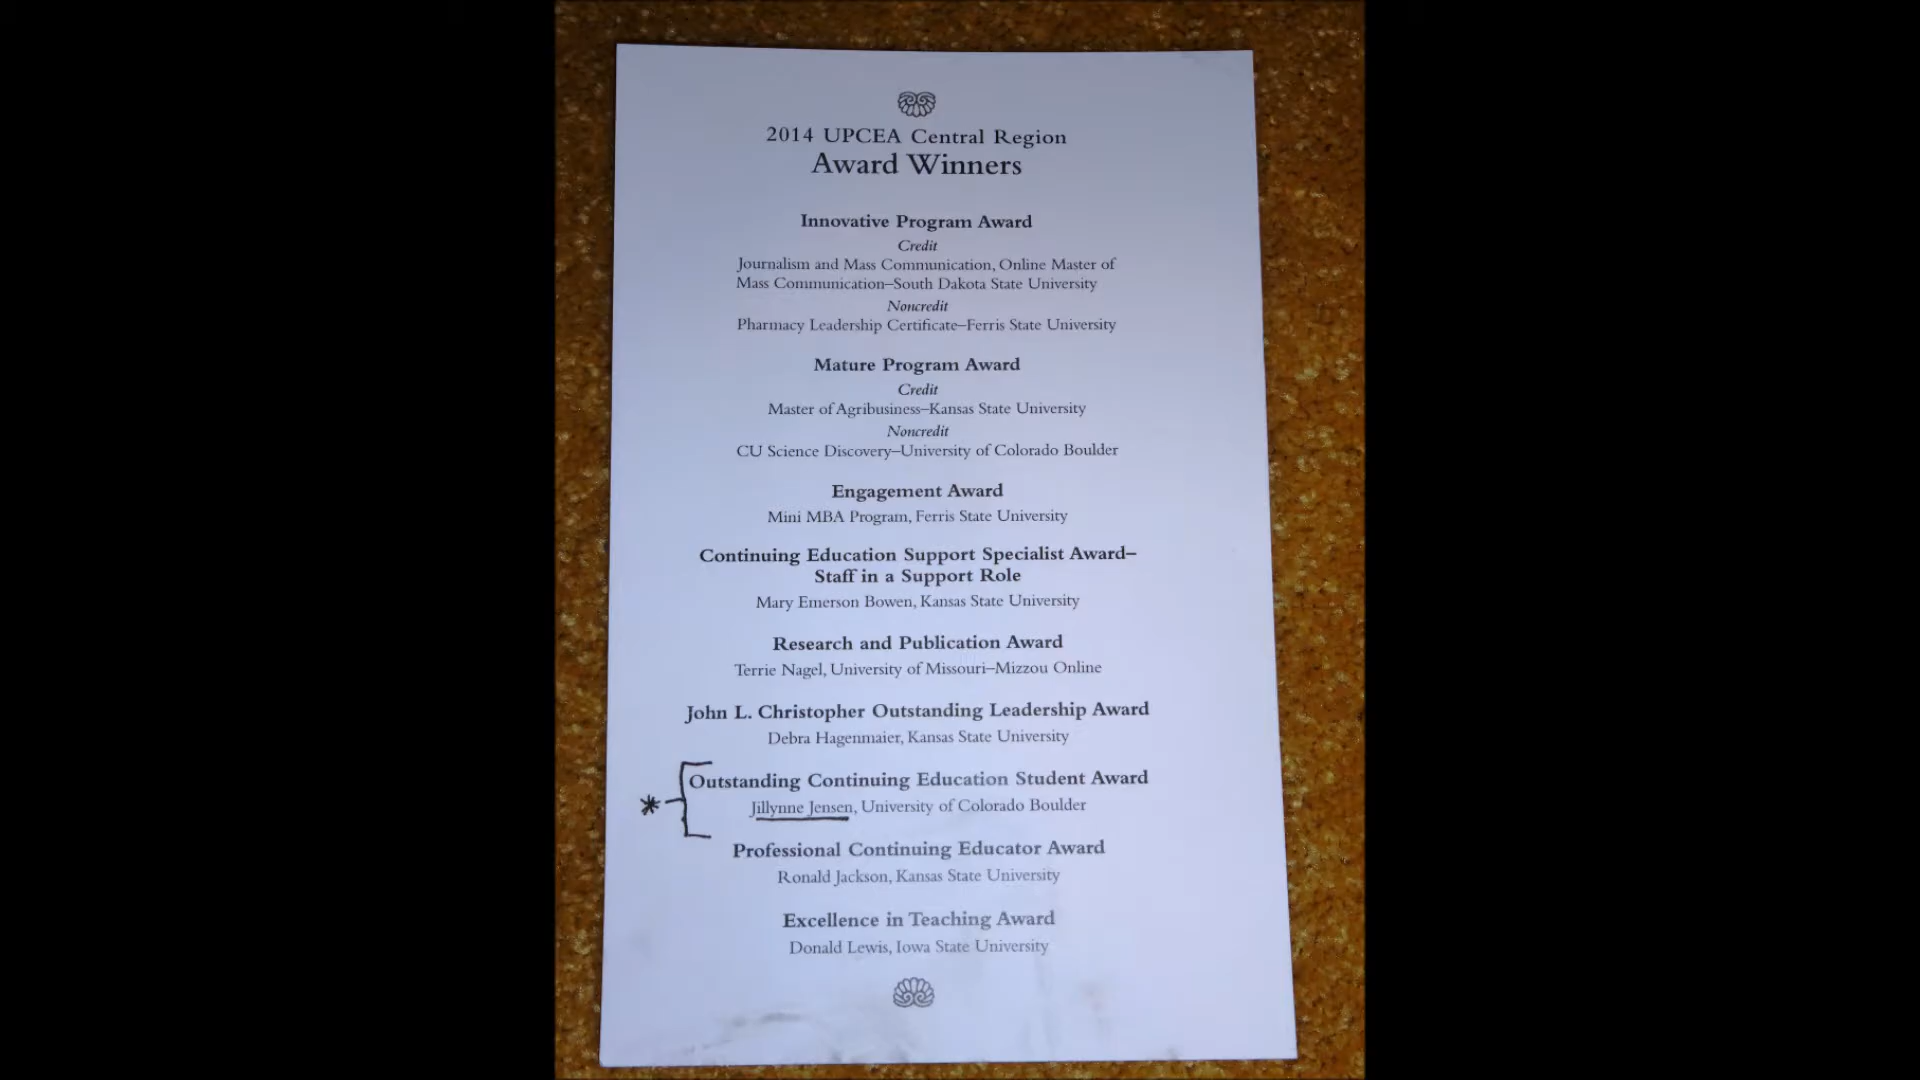 2014 UPCEA Central Region
Award Winners
Innovative Program Award
Credit
Journalism and Mass Communication, Online Master of
Mass Communication–South Dakota State University
Noncredit
Pharmacy Leadership Certificate–Ferris State University
Mature Program Award
Credit
Master of Agribusiness–Kansas State University
Noncredit
CU Science Discovery–University of Colorado Boulder
Engagement Award
Mini MBA Program, Ferris State University
Continuing Education Support Specialist Award–
Staff in a Support Role
Mary Emerson Bowen, Kansas State University
Research and Publication Award
Terrie Nagel, University of Missouri–Mizzou Online
John L. Christopher Outstanding Leadership Award
Debra Hagenmaier, Kansas State University
Outstanding Continuing Education Student Award
* Jillynne Jensen, University of Colorado Boulder
Professional Continuing Educator Award
Ronald Jackson, Kansas State University
Excellence in Teaching Award
Donald Lewis, Iowa State University